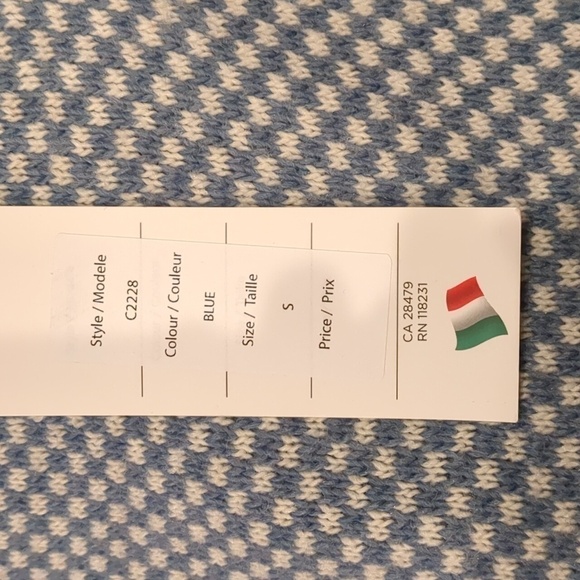 Style / Modele
C2228
Colour / Couleur
BLUE
Size / Taille
S
Price / Prix
CA 28479
RN 118231